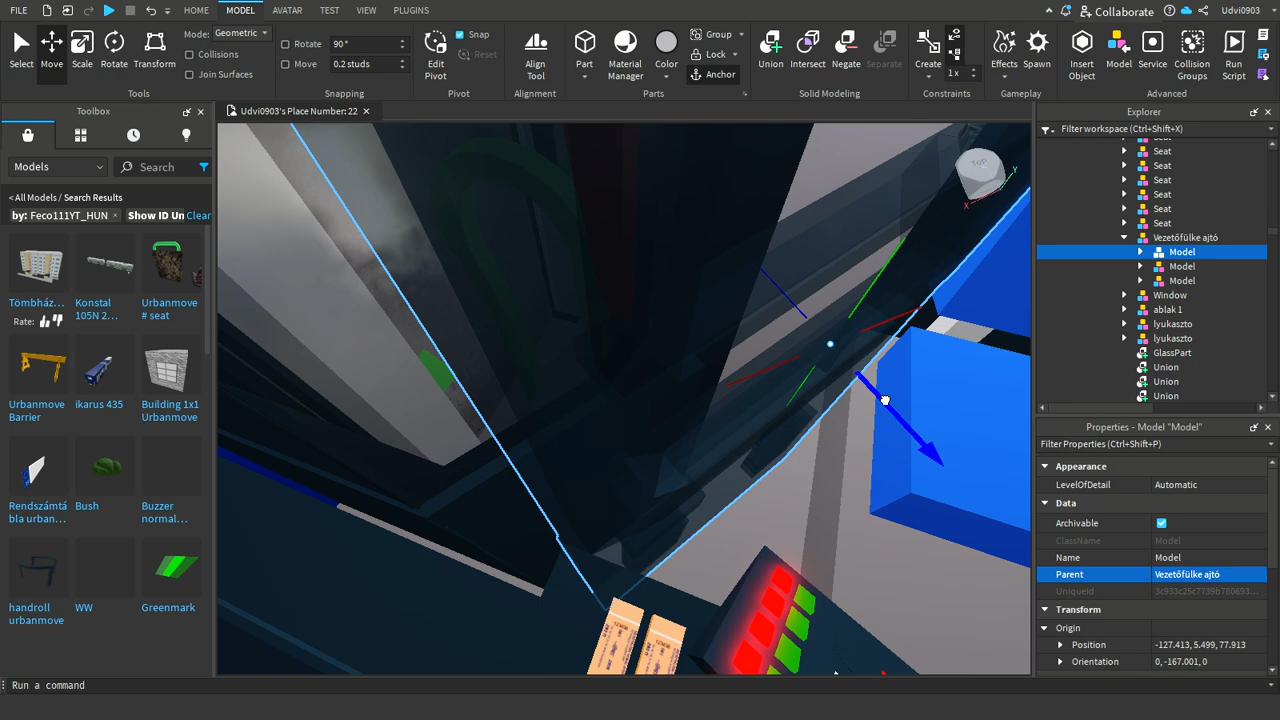 FILE
HOME
MODEL
AVATAR
TEST
VIEW
PLUGINS
Collaborate
Udvi0903
Select
Move
Scale
Rotate
Transform
Mode: Geometric
Collisions
Join Surfaces
Tools
Rotate 90°
Move 0.2 studs
Snapping
Edit
Pivot
Snap
Reset
Pivot
Align
Tool
Alignment
Part
Material
Manager
Color
Group
Lock
Anchor
Parts
Union
Intersect
Negate
Separate
Solid Modeling
Create
1 x
Constraints
Effects
Spawn
Gameplay
Insert
Object
Model
Service
Collision
Groups
Run
Script
Advanced
Toolbox
Models
Search
< All Models / Search Results
by: Feco111YT_HUN
Show ID Un
Clear
Tömbház...
Rate:
Konstal
105N 2...
Urbanmove
# seat
Urbanmove
Barrier
ikarus 435
Building 1x1
Urbanmove
Rendszámtá
bla urban...
Bush
Buzzer
normal...
handroll
urbanmove
WW
Greenmark
Udvi0903's Place Number: 22
TOP
Y
X
Explorer
Filter workspace (Ctrl+Shift+X)
Seat
Seat
Seat
Seat
Seat
Seat
Seat
Vezetőfülke ajtó
Model
Model
Model
Window
ablak 1
lyukaszto
lyukaszto
GlassPart
Union
Union
Union
Properties - Model "Model"
Filter Properties (Ctrl+Shift+P)
Appearance
LevelOfDetail Automatic
Data
Archivable
ClassName Model
Name Model
Parent Vezetőfülke ajtó
UniqueId 3c933c25c7739b780693...
Transform
Origin
Position -127.413, 5.499, 77.913
Orientation 0, -167.001, 0
Run a command